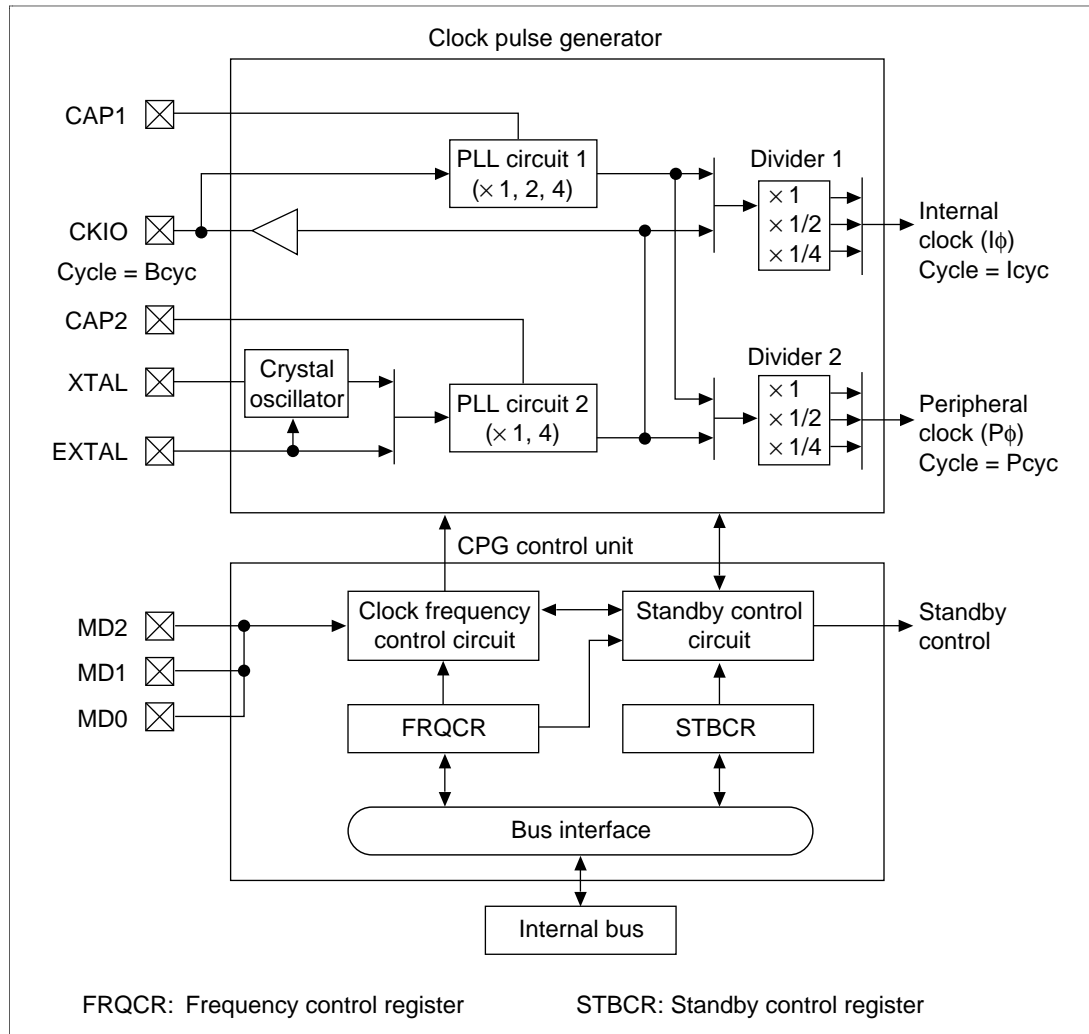 Clock pulse generator
CAP1
PLL circuit 1
(× 1, 2, 4)
Divider 1
× 1
× 1/2
× 1/4
Internal
clock (Iϕ)
Cycle = Icyc
CKIO
Cycle = Bcyc
CAP2
XTAL
Crystal
oscillator
EXTAL
PLL circuit 2
(× 1, 4)
Divider 2
× 1
× 1/2
× 1/4
Peripheral
clock (Pϕ)
Cycle = Pcyc
CPG control unit
MD2
MD1
MD0
Clock frequency
control circuit
Standby control
circuit
Standby
control
FRQCR
STBCR
Bus interface
Internal bus
FRQCR: Frequency control register
STBCR: Standby control register